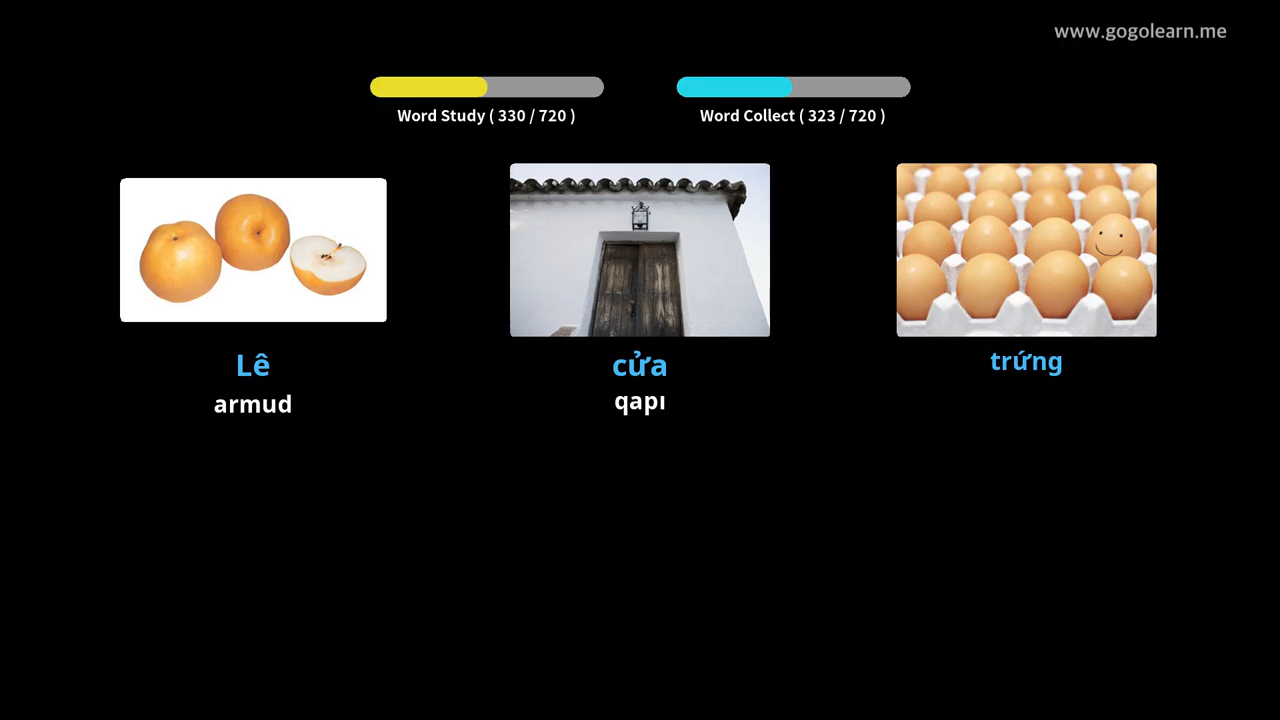 www.gogolearn.me
Word Study ( 330 / 720 )
Word Collect ( 323 / 720 )
Lê
armud
cửa
qapı
trứng